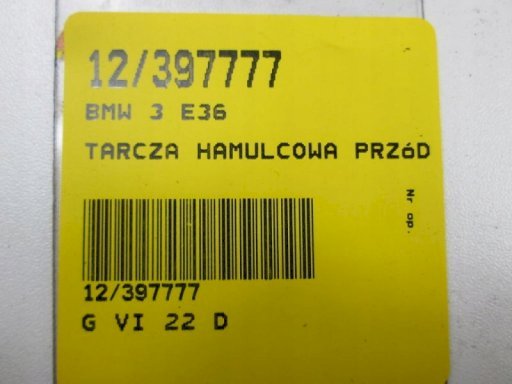 12/397777
BMW 3 E36
TARCZA HAMULCOWA PRZóD
Nr op.
12/397777
G VI 22 D